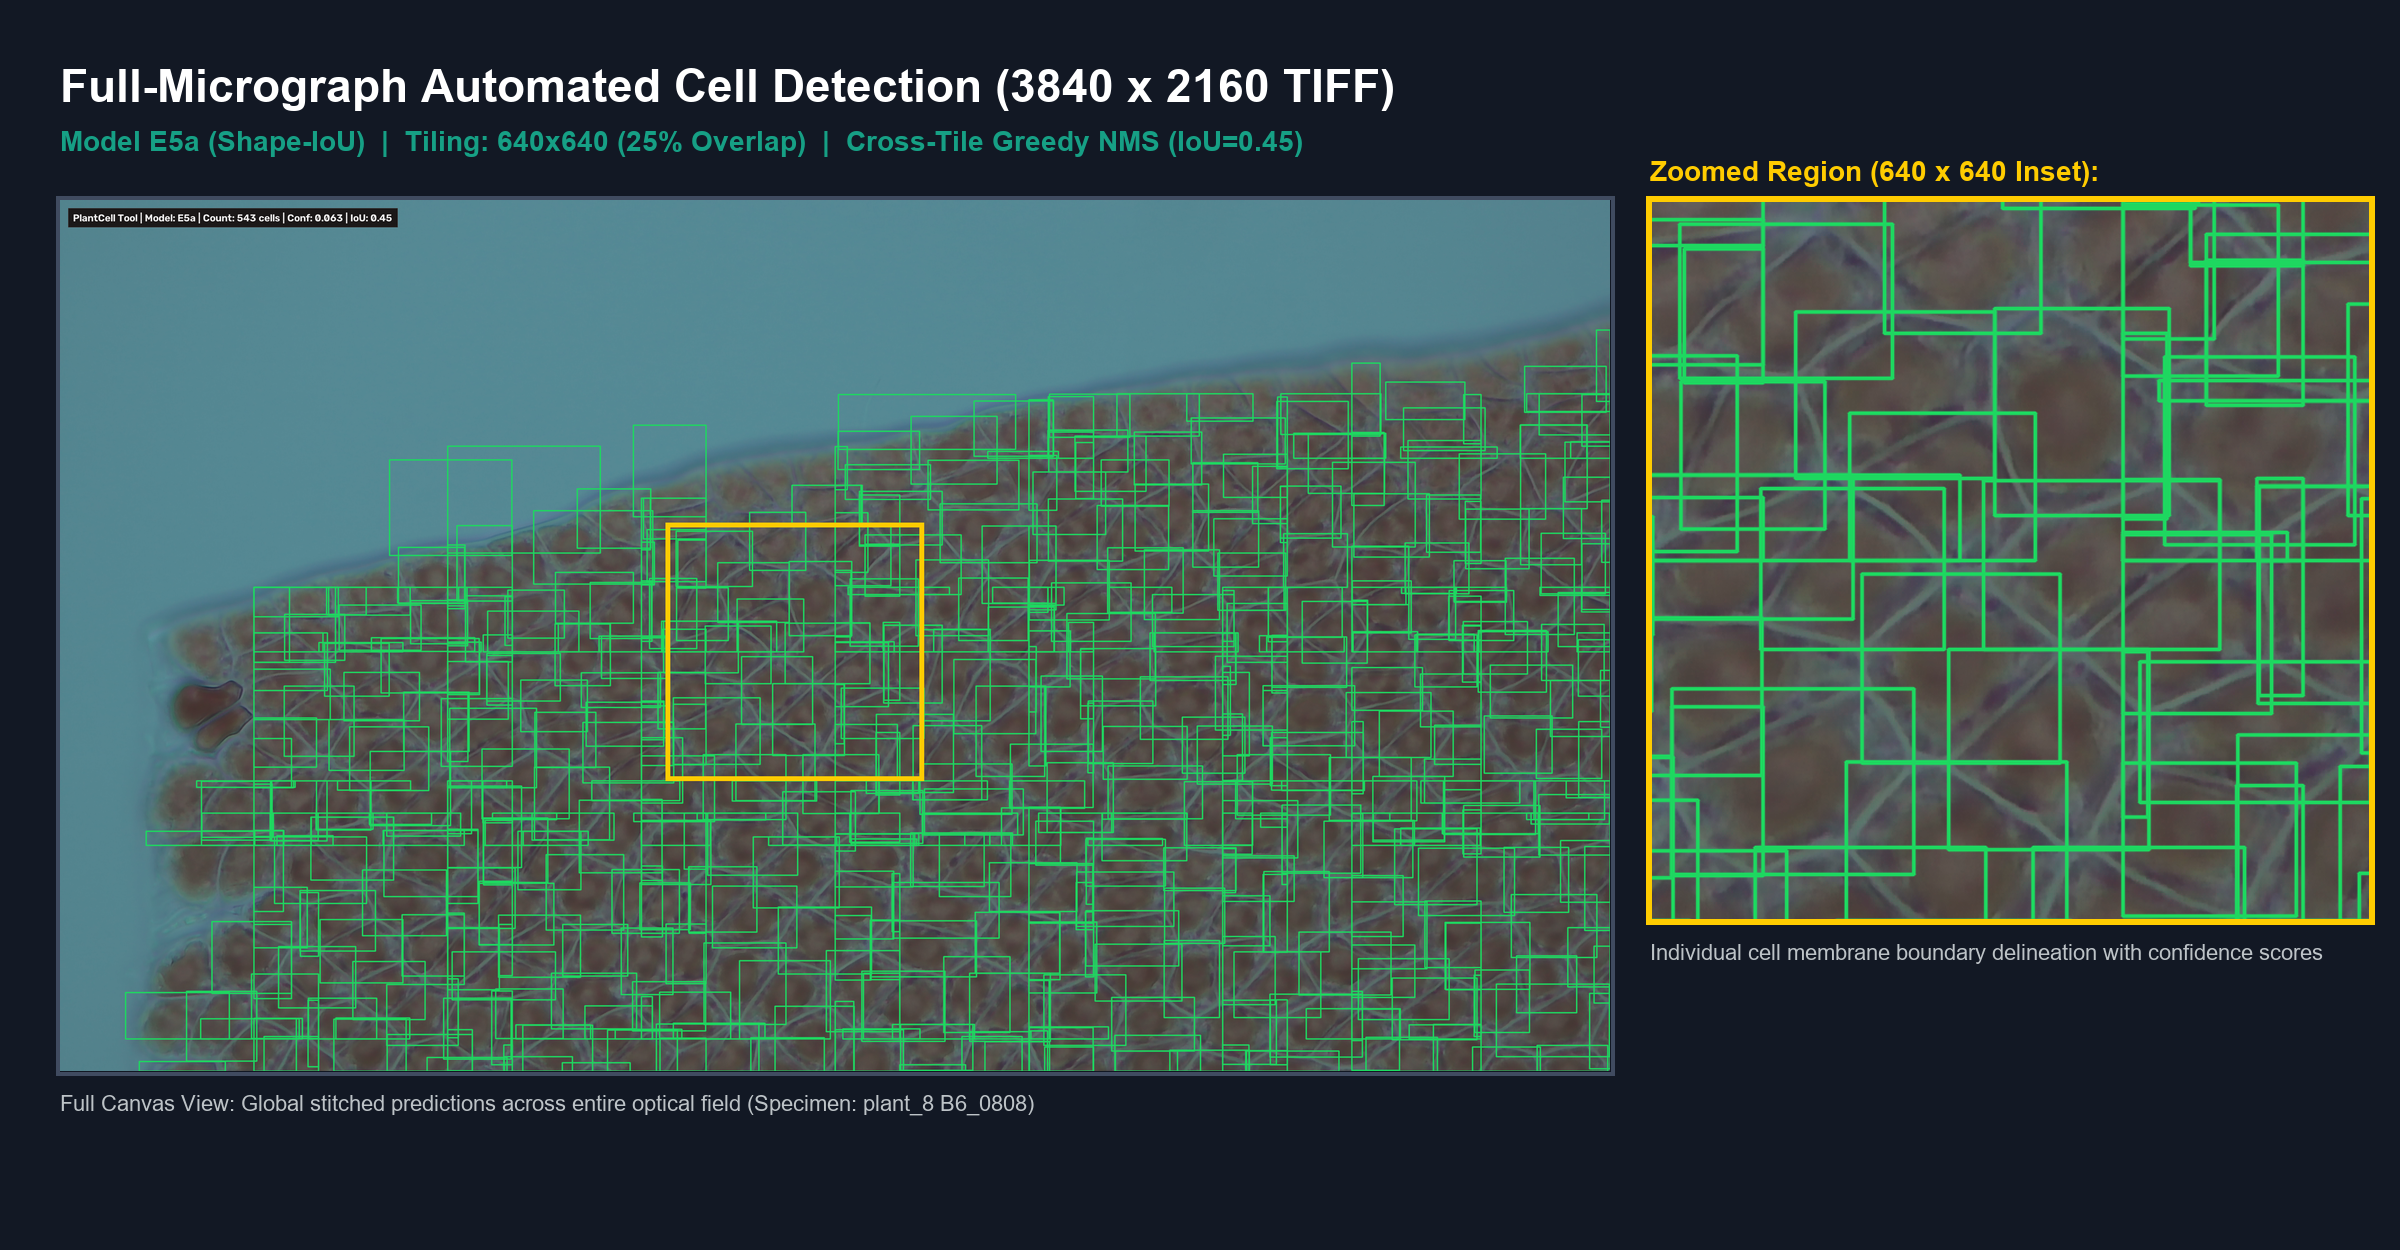 Full-Micrograph Automated Cell Detection (3840 x 2160 TIFF)
Model E5a (Shape-IoU) | Tiling: 640x640 (25% Overlap) | Cross-Tile Greedy NMS (IoU=0.45)
Zoomed Region (640 x 640 Inset):
PlantCell Tool | Model: E5a | Count: 543 cells | Conf: 0.063 | IoU: 0.45
Individual cell membrane boundary delineation with confidence scores
Full Canvas View: Global stitched predictions across entire optical field (Specimen: plant_8 B6_0808)